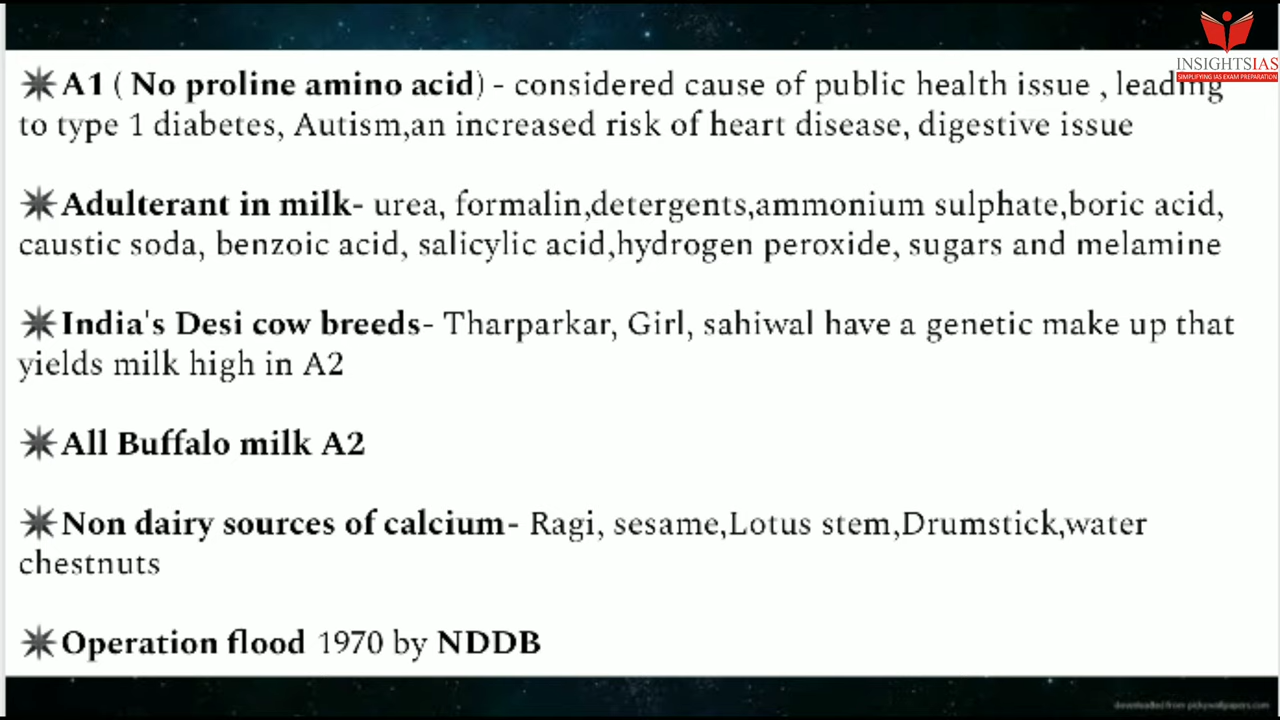 INSIGHTSIAS
SIMPLIFYING IAS EXAM PREPARATION
A1 ( No proline amino acid) - considered cause of public health issue , leading
to type 1 diabetes, Autism,an increased risk of heart disease, digestive issue
Adulterant in milk- urea, formalin,detergents,ammonium sulphate,boric acid,
caustic soda, benzoic acid, salicylic acid,hydrogen peroxide, sugars and melamine
India's Desi cow breeds- Tharparkar, Girl, sahiwal have a genetic make up that
yields milk high in A2
All Buffalo milk A2
Non dairy sources of calcium- Ragi, sesame,Lotus stem,Drumstick,water
chestnuts
Operation flood 1970 by NDDB
downloaded from pickywallpapers.com